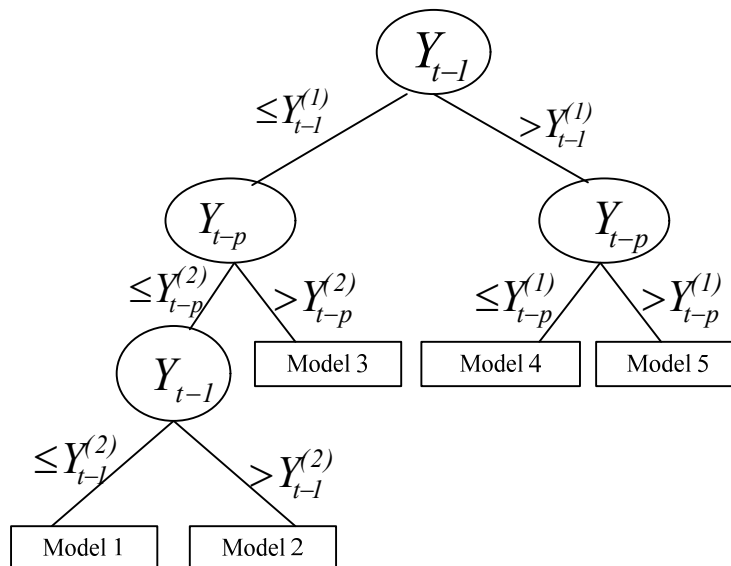 Y_{t-1}
≤Y_{t-1}^{(1)}
>Y_{t-1}^{(1)}
Y_{t-p}
Y_{t-p}
≤Y_{t-p}^{(2)}
>Y_{t-p}^{(2)}
≤Y_{t-p}^{(1)}
>Y_{t-p}^{(1)}
Y_{t-1}
Model 3
Model 4
Model 5
≤Y_{t-1}^{(2)}
>Y_{t-1}^{(2)}
Model 1
Model 2